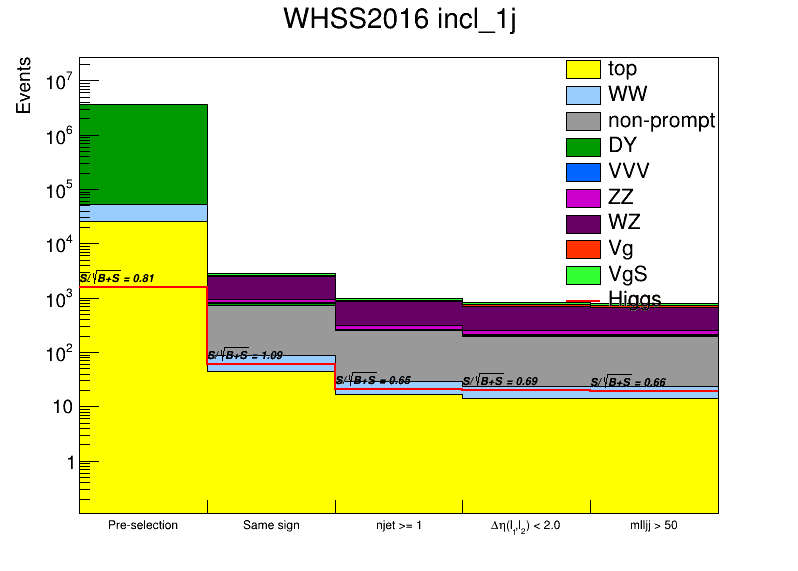 WHSS2016 incl_1j
Events
10⁷
10⁶
10⁵
10⁴
10³
10²
10
1
top
WW
non-prompt
DY
VVV
ZZ
WZ
Vg
VgS
Higgs
S/√B+S = 0.81
S/√B+S = 1.09
S/√B+S = 0.65
S/√B+S = 0.69
S/√B+S = 0.66
Pre-selection
Same sign
njet >= 1
Δη(l₁,l₂) < 2.0
mlljj > 50